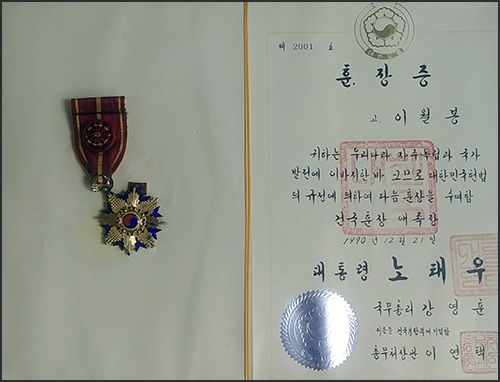 제 2001 호
훈장증
고 이월봉
귀하는 우리나라 자주독립과 국가
발전에 이바지한 바 크므로 대한민국헌법
의 규정에 의하여 다음 훈장을 수여함
건국훈장 애족장
1990년 12월 21일
대통령 노태우
국무총리 강영훈
이증을 건국훈장부에 기입함
총무처장관 이연택